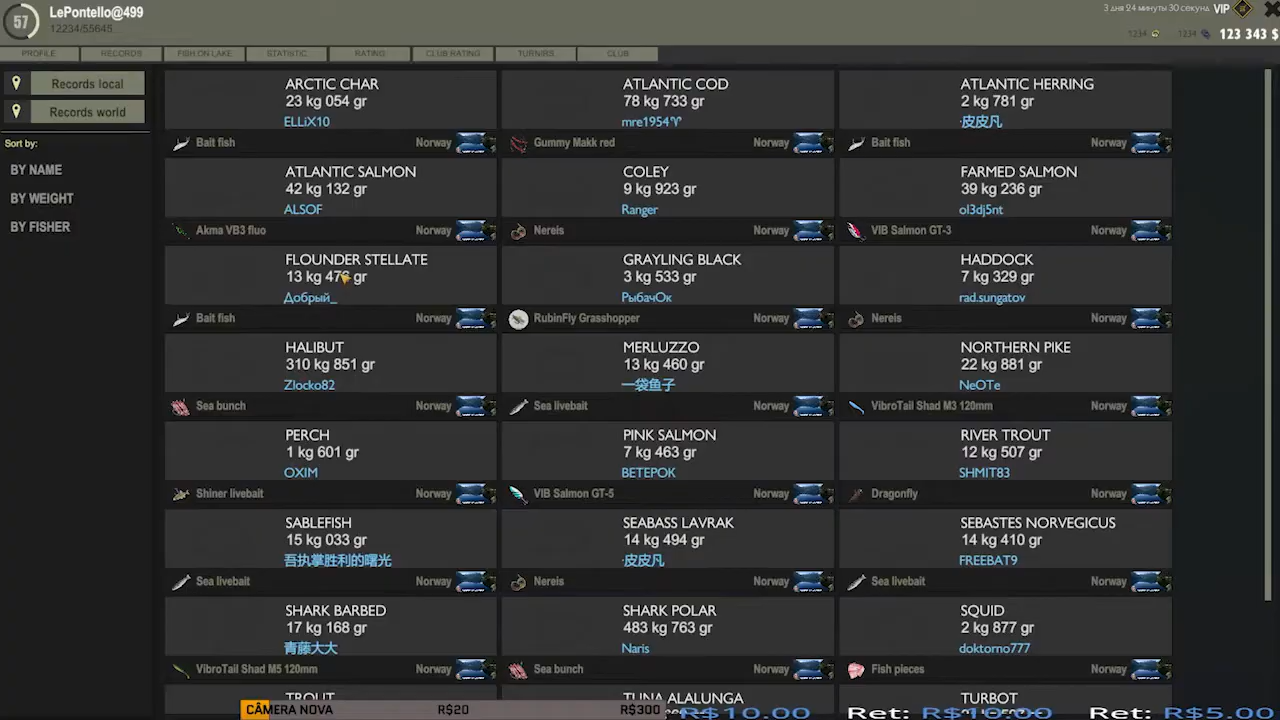 57
LePontello@499
12234/55645
3 дня 24 минуты 30 секунд VIP
1234 1234 123 343 $
PROFILE RECORDS FISH ON LAKE STATISTIC RATING CLUB RATING TURNIRS CLUB
Records local
Records world
Sort by:
BY NAME
BY WEIGHT
BY FISHER
ARCTIC CHAR
23 kg 054 gr
ELLiX10
Bait fish Norway
ATLANTIC COD
78 kg 733 gr
mre1954♈
Gummy Makk red Norway
ATLANTIC HERRING
2 kg 781 gr
·皮皮凡
Bait fish Norway
ATLANTIC SALMON
42 kg 132 gr
ALSOF
Akma VB3 fluo Norway
COLEY
9 kg 923 gr
Ranger
Nereis Norway
FARMED SALMON
39 kg 236 gr
ol3dj5nt
VIB Salmon GT-3 Norway
FLOUNDER STELLATE
13 kg gr
Добрый_
Bait fish Norway
GRAYLING BLACK
3 kg 533 gr
РыбачОк
RubinFly Grasshopper Norway
HADDOCK
7 kg 329 gr
rad.sungatov
Nereis Norway
HALIBUT
310 kg 851 gr
Zlocko82
Sea bunch Norway
MERLUZZO
13 kg 460 gr
一袋鱼子
Sea livebait Norway
NORTHERN PIKE
22 kg 881 gr
NeOTe
VibroTail Shad M3 120mm Norway
PERCH
1 kg 601 gr
OXIM
Shiner livebait Norway
PINK SALMON
7 kg 463 gr
BETEPOK
VIB Salmon GT-5 Norway
RIVER TROUT
12 kg 507 gr
SHMIT83
Dragonfly Norway
SABLEFISH
15 kg 033 gr
吾执掌胜利的曙光
Sea livebait Norway
SEABASS LAVRAK
14 kg 494 gr
·皮皮凡
Nereis Norway
SEBASTES NORVEGICUS
14 kg 410 gr
FREEBAT9
Sea livebait Norway
SHARK BARBED
17 kg 168 gr
青藤大大
VibroTail Shad M5 120mm Norway
SHARK POLAR
483 kg 763 gr
Naris
Sea bunch Norway
SQUID
2 kg 877 gr
doktorno777
Fish pieces Norway
TROUT
TUNA ALALUNGA
TURBOT
CÂMERA NOVA R$20 R$300
R$10.00 Ret: R$10.00 Ret: R$5.00